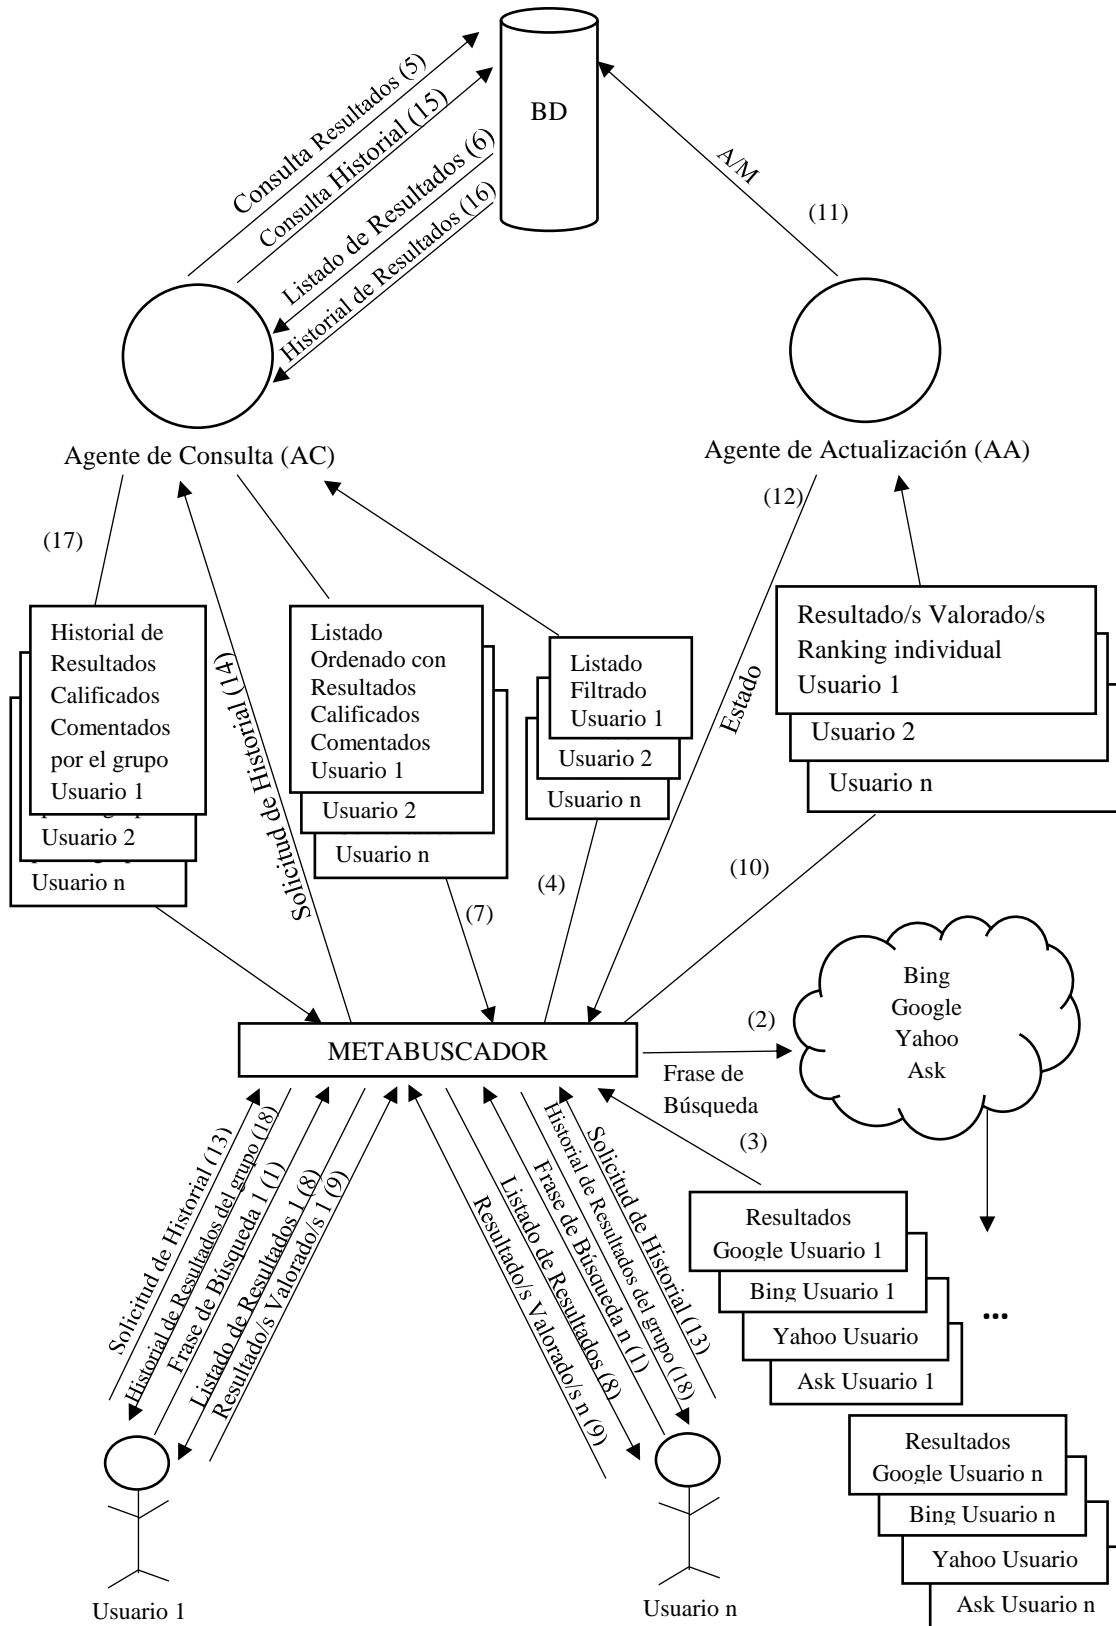 BD
Consulta Resultados (5)
Consulta Historial (15)
Listado de Resultados (6)
Historial de Resultados (16)
A/M
(11)
Agente de Consulta (AC)
Agente de Actualización (AA)
(17)
(12)
Historial de
Resultados
Calificados
Comentados
por el grupo
Usuario 1
Usuario 2
Usuario n
Solicitud de Historial (14)
Listado
Ordenado con
Resultados
Calificados
Comentados
Usuario 1
Usuario 2
Usuario n
Listado
Filtrado
Usuario 1
Usuario 2
Usuario n
Estado
Resultado/s Valorado/s
Ranking individual
Usuario 1
Usuario 2
Usuario n
(7)
(4)
(10)
METABUSCADOR
(2)
Frase de
Búsqueda
Bing
Google
Yahoo
Ask
(3)
Solicitud de Historial (13)
Historial de Resultados del grupo (18)
Frase de Búsqueda 1 (1)
Listado de Resultados 1 (8)
Resultado/s Valorado/s 1 (9)
Resultado/s Valorado/s n (9)
Listado de Resultados (8)
Frase de Búsqueda n (1)
Historial de Resultados del grupo (18)
Solicitud de Historial (13)
Resultados
Google Usuario 1
Bing Usuario 1
Yahoo Usuario
Ask Usuario 1
...
Resultados
Google Usuario n
Bing Usuario n
Yahoo Usuario
Ask Usuario n
Usuario 1
Usuario n